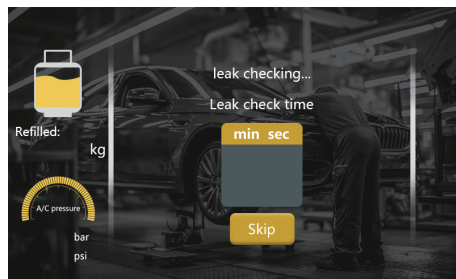 leak checking...
Leak check time
Refilled:
kg
min sec
A/C pressure
bar
psi
Skip